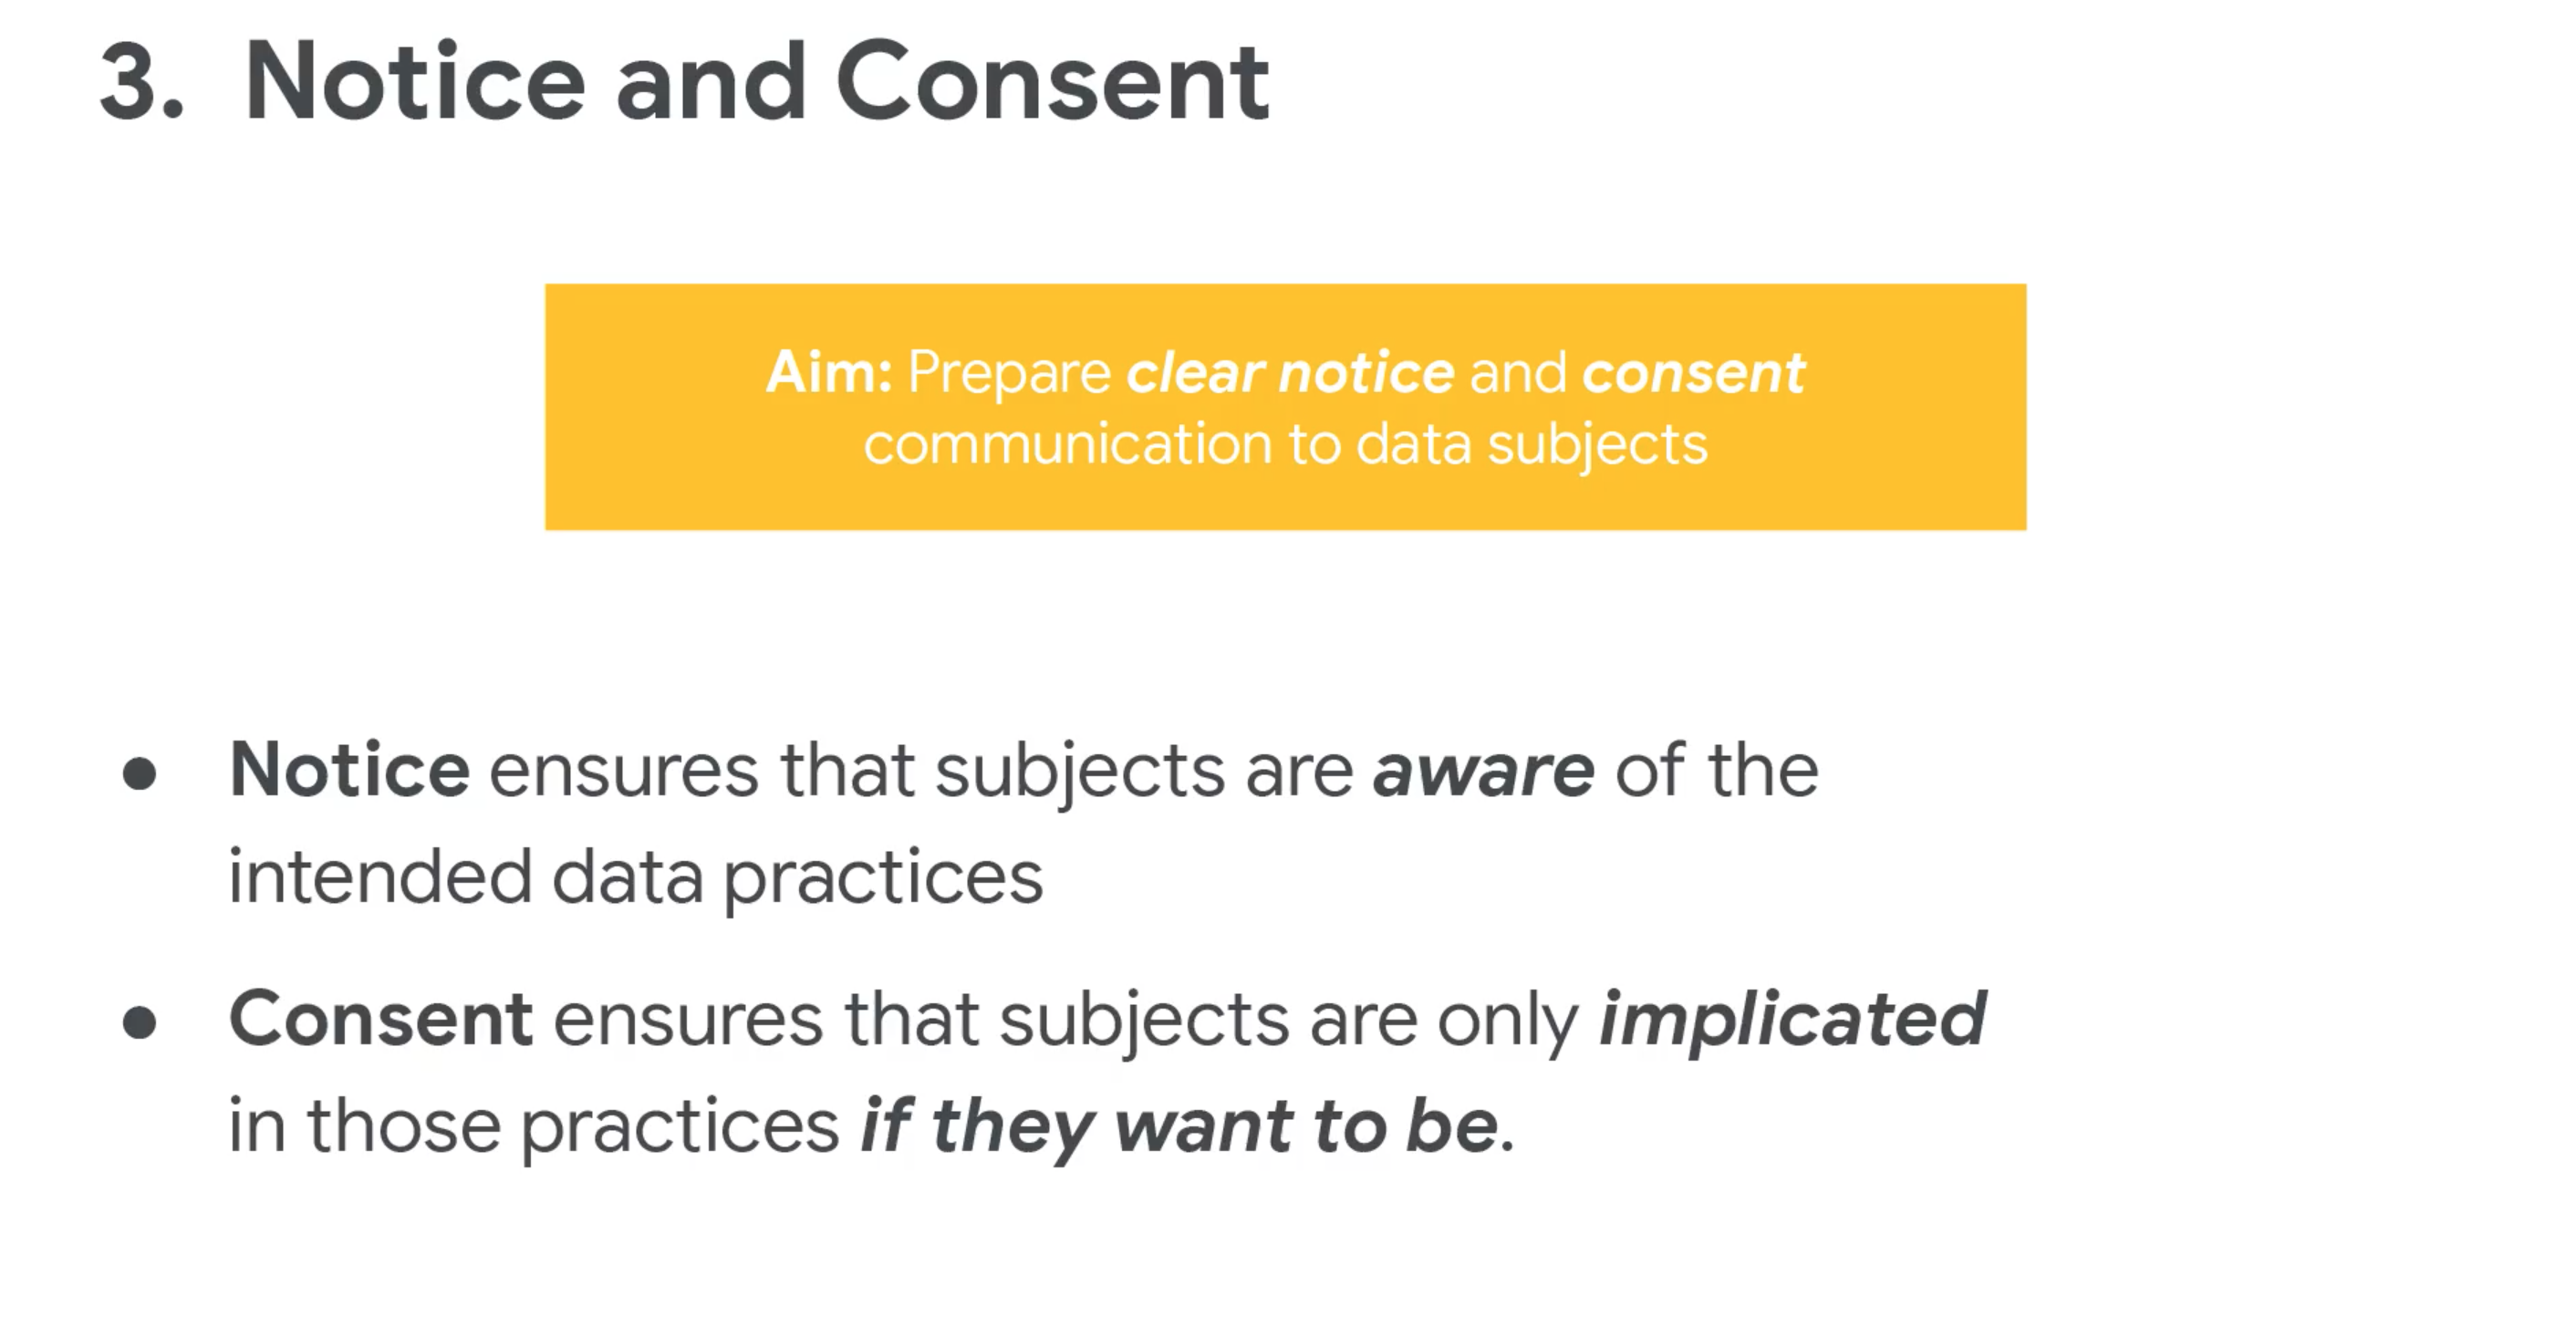 3. Notice and Consent
Aim: Prepare clear notice and consent
communication to data subjects
● Notice ensures that subjects are aware of the
intended data practices
● Consent ensures that subjects are only implicated
in those practices if they want to be.